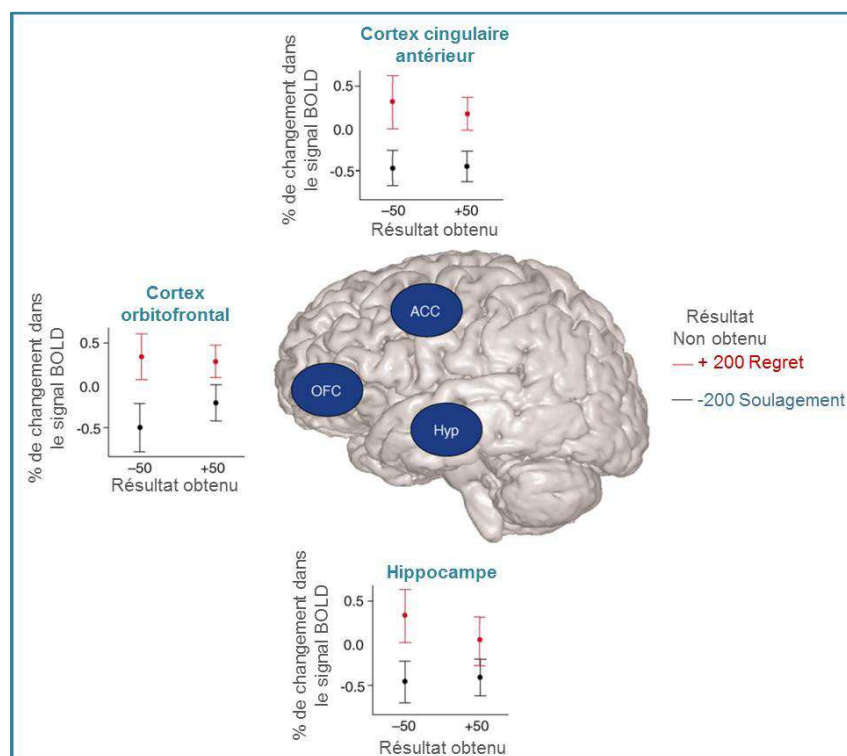 Cortex cingulaire
antérieur
% de changement dans
le signal BOLD
0.5
0.0
-0.5
−50
+50
Résultat obtenu
Cortex
orbitofrontal
% de changement dans
le signal BOLD
0.5
0.0
-0.5
−50
+50
Résultat obtenu
ACC
OFC
Hyp
Résultat
Non obtenu
+ 200 Regret
-200 Soulagement
Hippocampe
% de changement dans
le signal BOLD
0.5
0.0
-0.5
−50
+50
Résultat obtenu